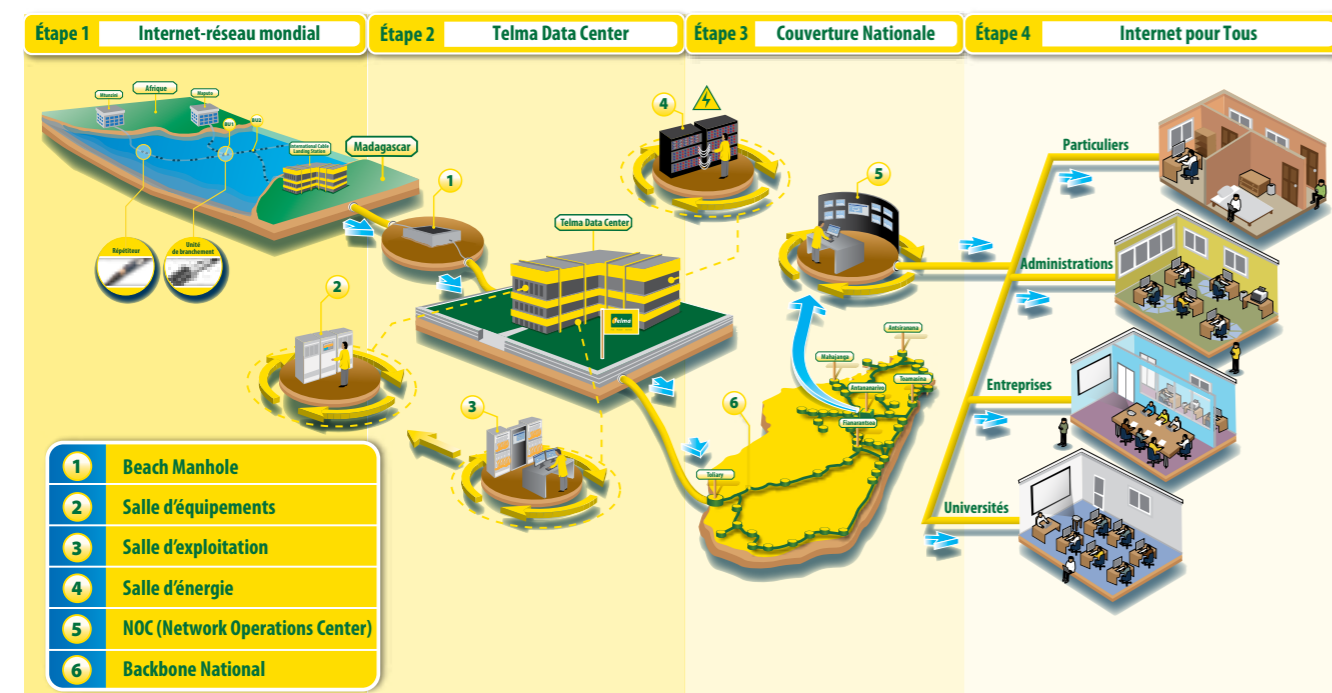 Étape 1
Internet-réseau mondial
Étape 2
Telma Data Center
Étape 3
Couverture Nationale
Étape 4
Internet pour Tous
Mtunzini
Afrique
Maputo
BU1
BU2
International Cable
Landing Station
Madagascar
Répétiteur
Unité
de branchement
1
2
3
4
5
6
Telma Data Center
Telma
Antsiranana
Mahajanga
Toamasina
Antananarivo
Fianarantsoa
Toliary
Particuliers
Administrations
Entreprises
Universités
1 Beach Manhole
2 Salle d'équipements
3 Salle d'exploitation
4 Salle d'énergie
5 NOC (Network Operations Center)
6 Backbone National